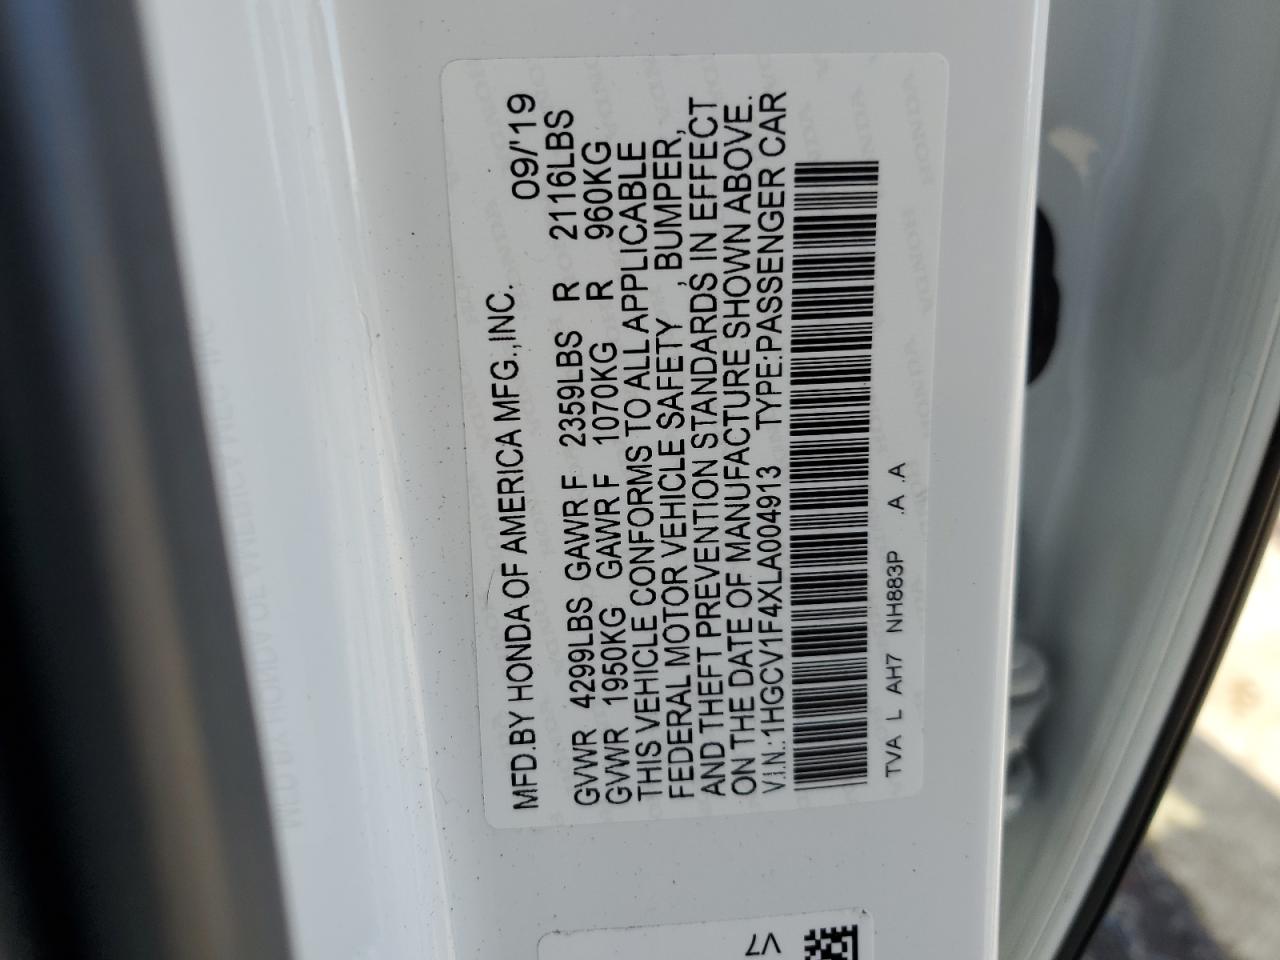 MFD.BY HONDA OF AMERICA MFG.,INC. 09/'19
GVWR 4299LBS GAWR F 2359LBS R 2116LBS
GVWR 1950KG GAWR F 1070KG R 960KG
THIS VEHICLE CONFORMS TO ALL APPLICABLE
FEDERAL MOTOR VEHICLE SAFETY , BUMPER,
AND THEFT PREVENTION STANDARDS IN EFFECT
ON THE DATE OF MANUFACTURE SHOWN ABOVE.
V.I.N.:1HGCV1F4XLA004913 TYPE:PASSENGER CAR
TVA L AH7 NH883P .A .A
V7